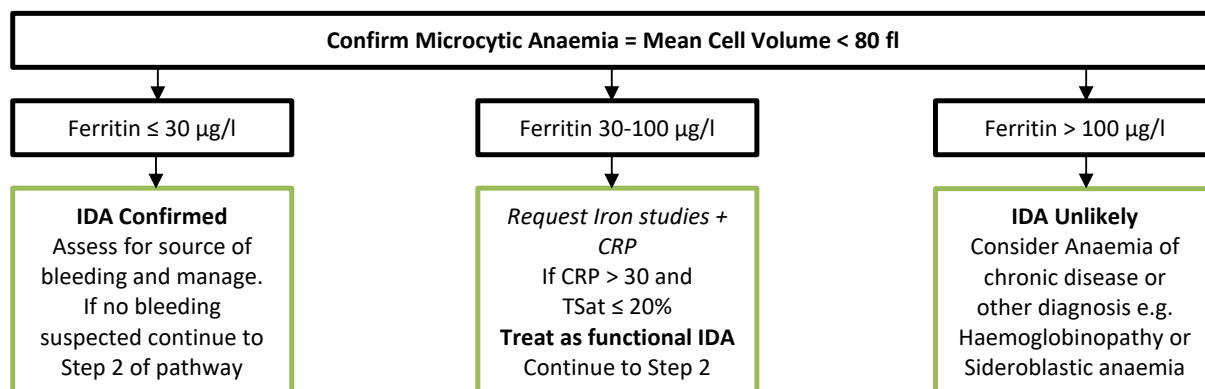 Confirm Microcytic Anaemia = Mean Cell Volume < 80 fl
Ferritin ≤ 30 µg/l
Ferritin 30-100 µg/l
Ferritin > 100 µg/l
IDA Confirmed
Assess for source of
bleeding and manage.
If no bleeding
suspected continue to
Step 2 of pathway
Request Iron studies +
CRP
If CRP > 30 and
TSat ≤ 20%
Treat as functional IDA
Continue to Step 2
IDA Unlikely
Consider Anaemia of
chronic disease or
other diagnosis e.g.
Haemoglobinopathy or
Sideroblastic anaemia